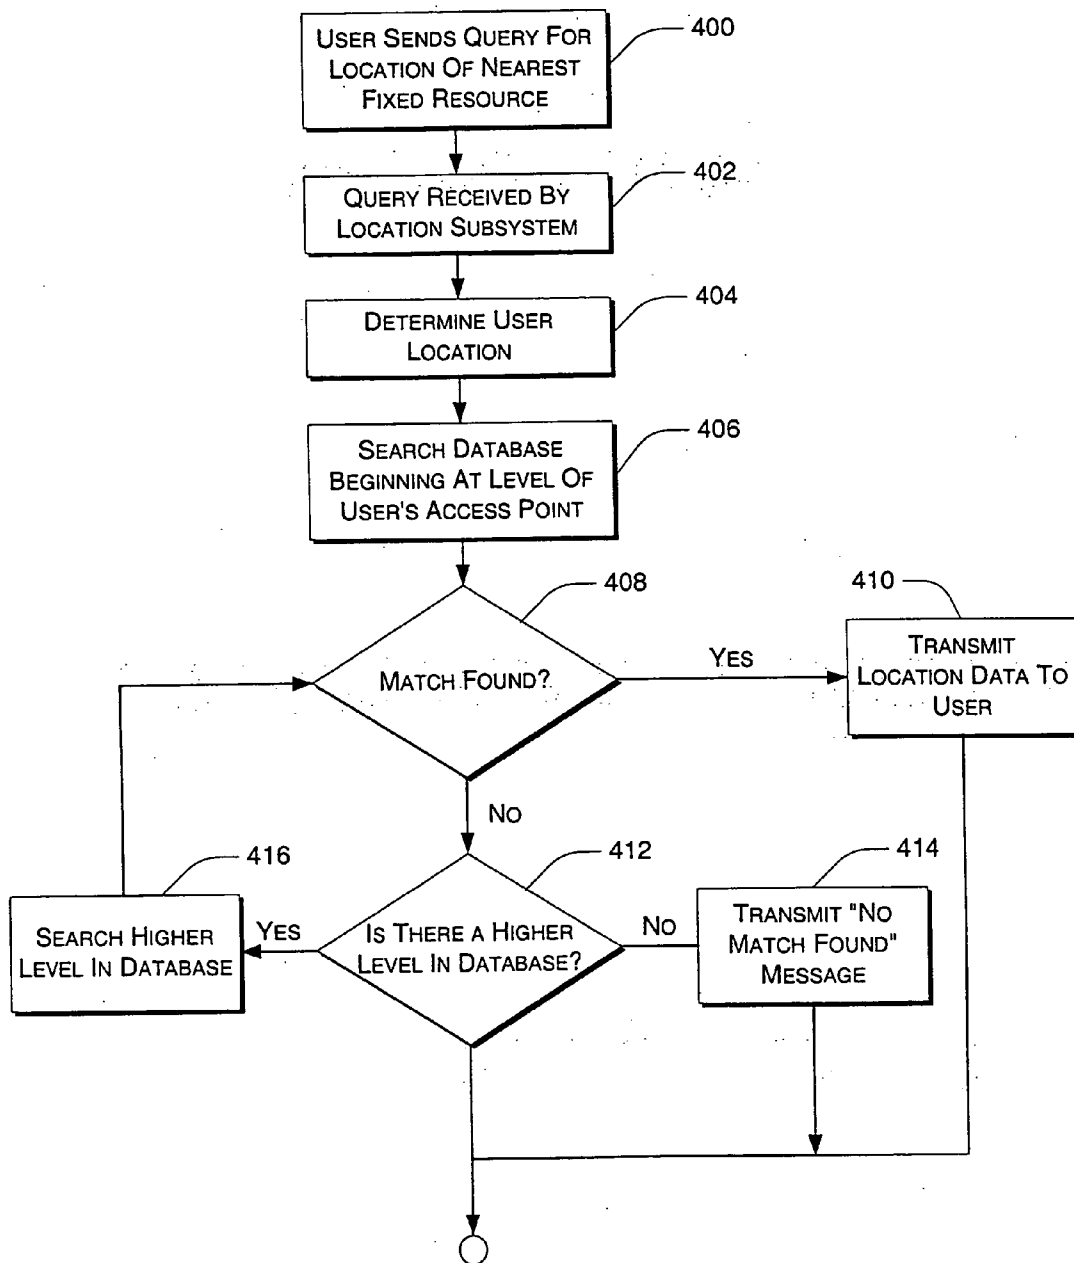 USER SENDS QUERY FOR
LOCATION OF NEAREST
FIXED RESOURCE
400
QUERY RECEIVED BY
LOCATION SUBSYSTEM
402
DETERMINE USER
LOCATION
404
SEARCH DATABASE
BEGINNING AT LEVEL OF
USER'S ACCESS POINT
406
MATCH FOUND?
408
YES
410
TRANSMIT
LOCATION DATA TO
USER
NO
416
SEARCH HIGHER
LEVEL IN DATABASE
YES
412
IS THERE A HIGHER
LEVEL IN DATABASE?
NO
414
TRANSMIT "NO
MATCH FOUND"
MESSAGE